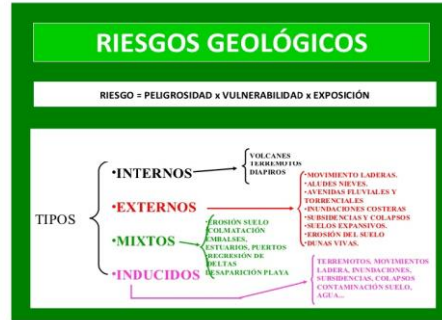 RIESGOS GEOLÓGICOS
RIESGO = PELIGROSIDAD x VULNERABILIDAD x EXPOSICIÓN
TIPOS
•INTERNOS
VOLCANES
TERREMOTOS
DIAPIROS
•EXTERNOS
•MOVIMIENTO LADERAS.
•ALUDES NIEVES.
•AVENIDAS FLUVIALES Y
TORRENCIALES
•INUNDACIONES COSTERAS
•SUBSIDENCIAS Y COLAPSOS
•SUELOS EXPANSIVOS.
•EROSIÓN DEL SUELO
•DUNAS VIVAS.
•MIXTOS
•EROSIÓN SUELO
•COLMATACIÓN
EMBALSES,
ESTUARIOS, PUERTOS
•REGRESIÓN DE
DELTAS
DESAPARICIÓN PLAYA
•INDUCIDOS
TERREMOTOS, MOVIMIENTOS
LADERA, INUNDACIONES,
SUBSIDENCIAS, COLAPSOS
CONTAMINACIÓN SUELO,
AGUA...